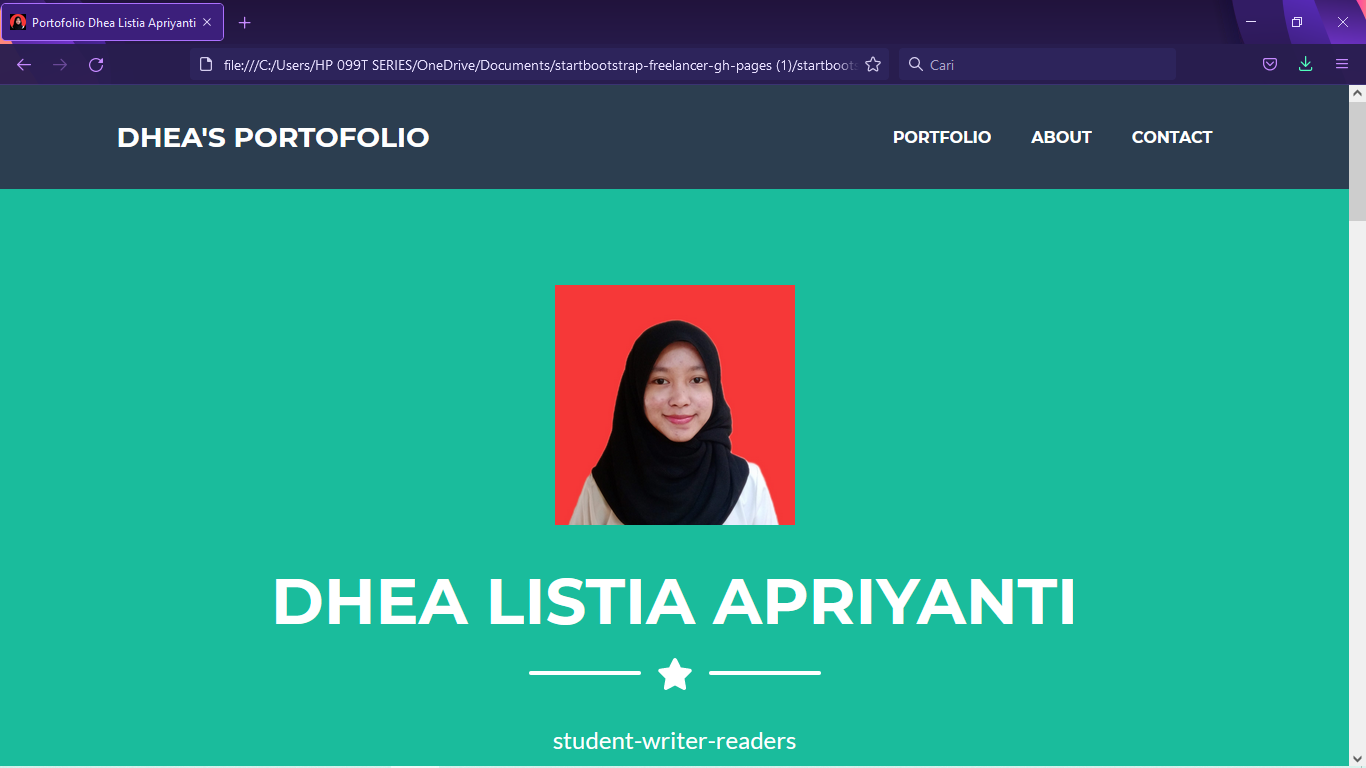 Portofolio Dhea Listia Apriyanti
file:///C:/Users/HP 099T SERIES/OneDrive/Documents/startbootstrap-freelancer-gh-pages (1)/startboots
Cari
DHEA'S PORTOFOLIO
PORTFOLIO ABOUT CONTACT
DHEA LISTIA APRIYANTI
student-writer-readers